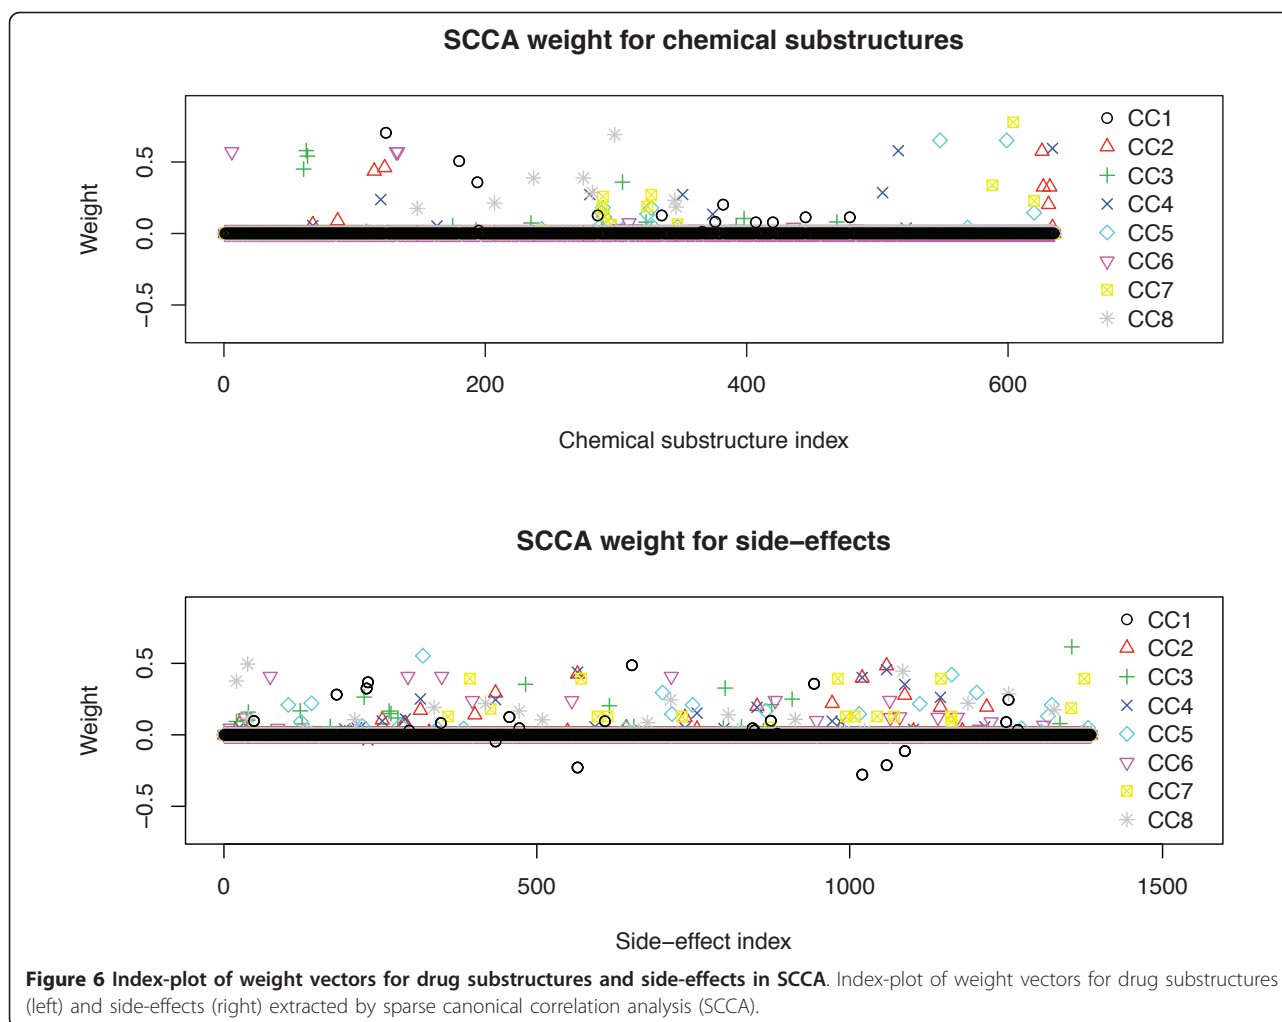 SCCA weight for chemical substructures
Weight
0.5
0.0
−0.5
0 200 400 600
Chemical substructure index
CC1
CC2
CC3
CC4
CC5
CC6
CC7
CC8
SCCA weight for side−effects
Weight
0.5
0.0
−0.5
0 500 1000 1500
Side−effect index
CC1
CC2
CC3
CC4
CC5
CC6
CC7
CC8
Figure 6 Index-plot of weight vectors for drug substructures and side-effects in SCCA. Index-plot of weight vectors for drug substructures
(left) and side-effects (right) extracted by sparse canonical correlation analysis (SCCA).